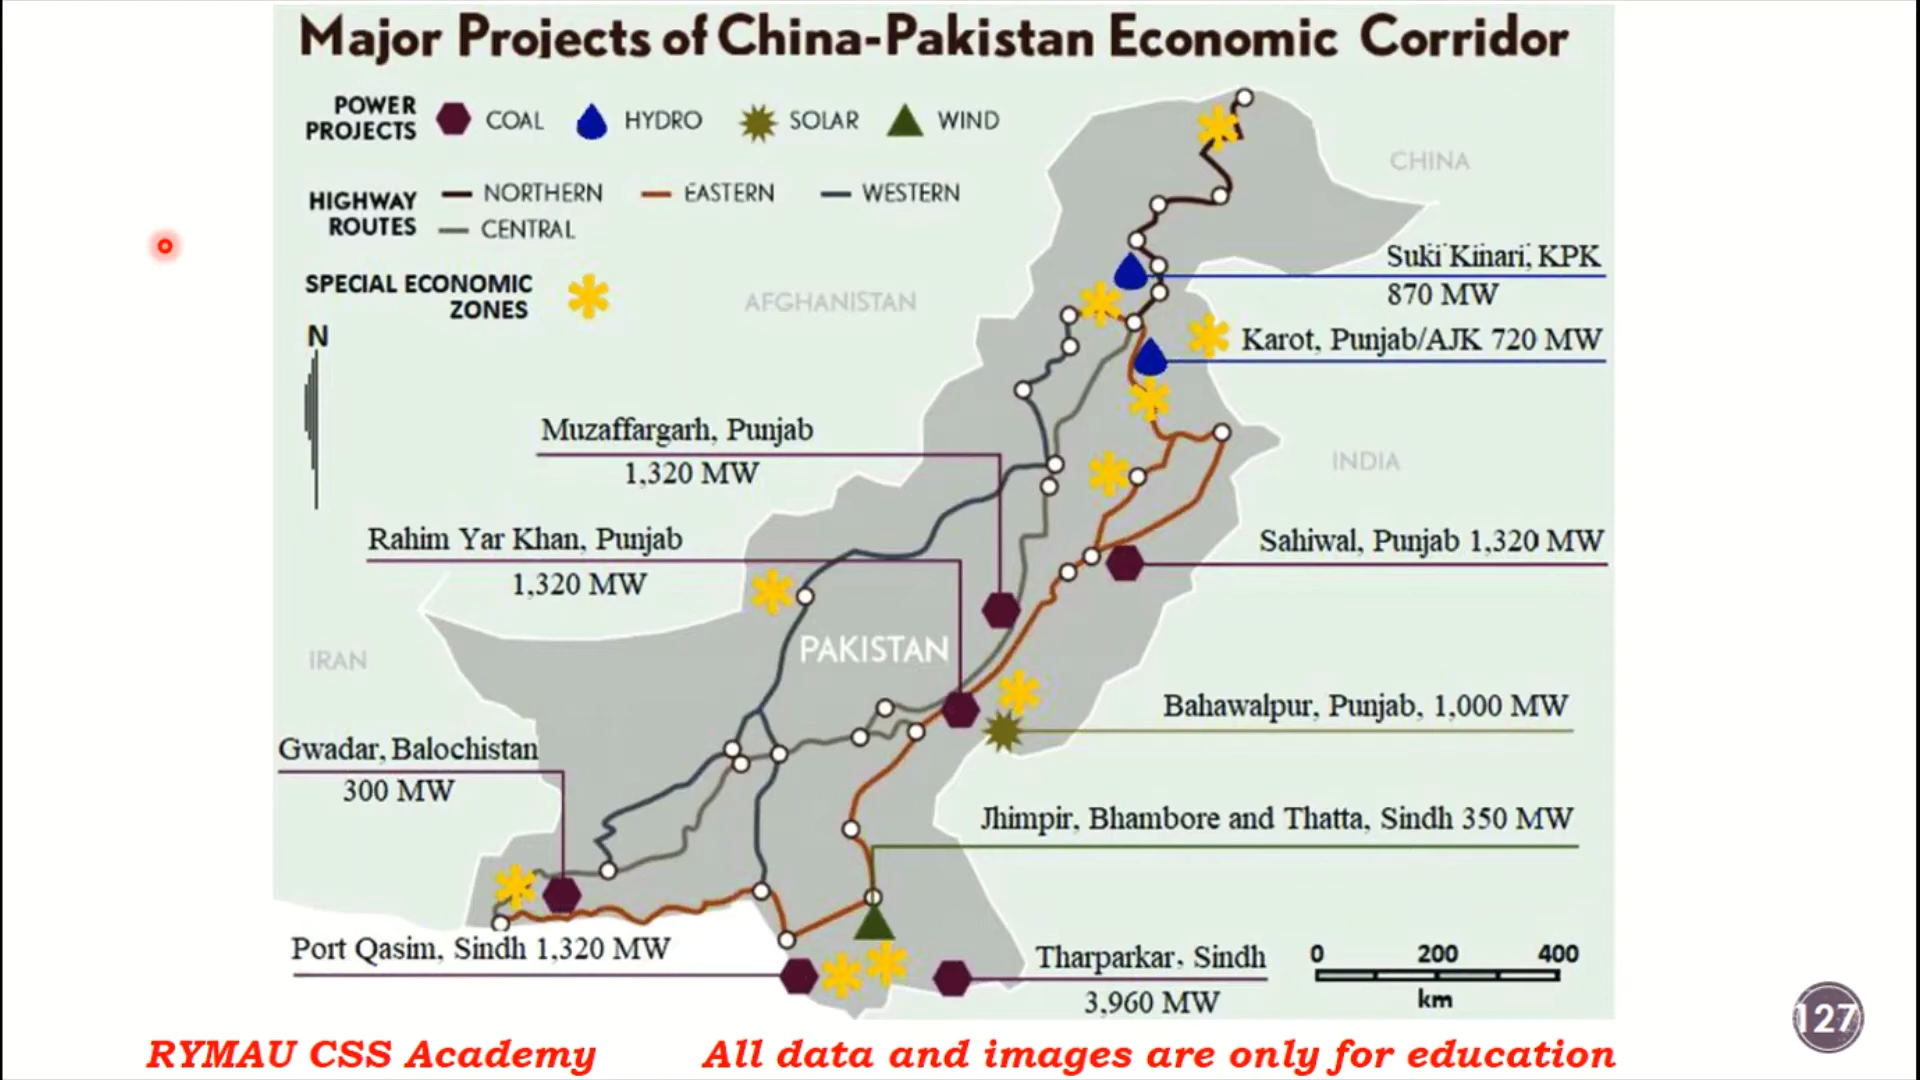 Major Projects of China-Pakistan Economic Corridor
POWER PROJECTS
COAL
HYDRO
SOLAR
WIND
HIGHWAY ROUTES
NORTHERN
EASTERN
WESTERN
CENTRAL
SPECIAL ECONOMIC ZONES
N
CHINA
AFGHANISTAN
Suki Kinari, KPK
870 MW
Karot, Punjab/AJK 720 MW
Muzaffargarh, Punjab
1,320 MW
INDIA
Rahim Yar Khan, Punjab
1,320 MW
Sahiwal, Punjab 1,320 MW
PAKISTAN
IRAN
Bahawalpur, Punjab, 1,000 MW
Gwadar, Balochistan
300 MW
Jhimpir, Bhambore and Thatta, Sindh 350 MW
Port Qasim, Sindh 1,320 MW
Tharparkar, Sindh
3,960 MW
0 200 400
km
127
RYMAU CSS Academy
All data and images are only for education